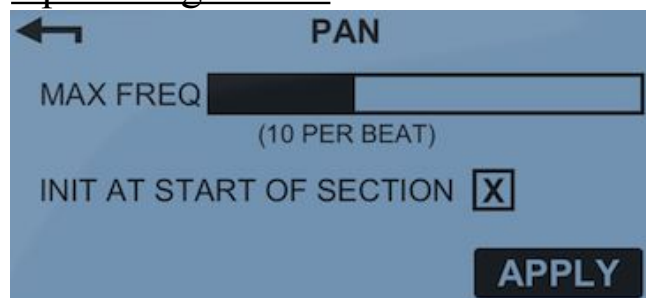 PAN
MAX FREQ
(10 PER BEAT)
INIT AT START OF SECTION X
APPLY